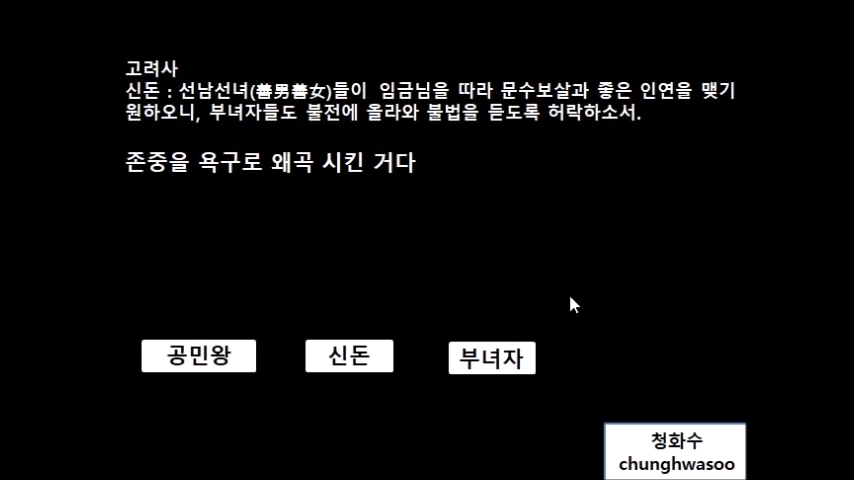 고려사
신돈 : 선남선녀(善男善女)들이 임금님을 따라 문수보살과 좋은 인연을 맺기
원하오니, 부녀자들도 불전에 올라와 불법을 듣도록 허락하소서.
존중을 욕구로 왜곡 시킨 거다
공민왕 신돈 부녀자
청화수
chunghwasoo